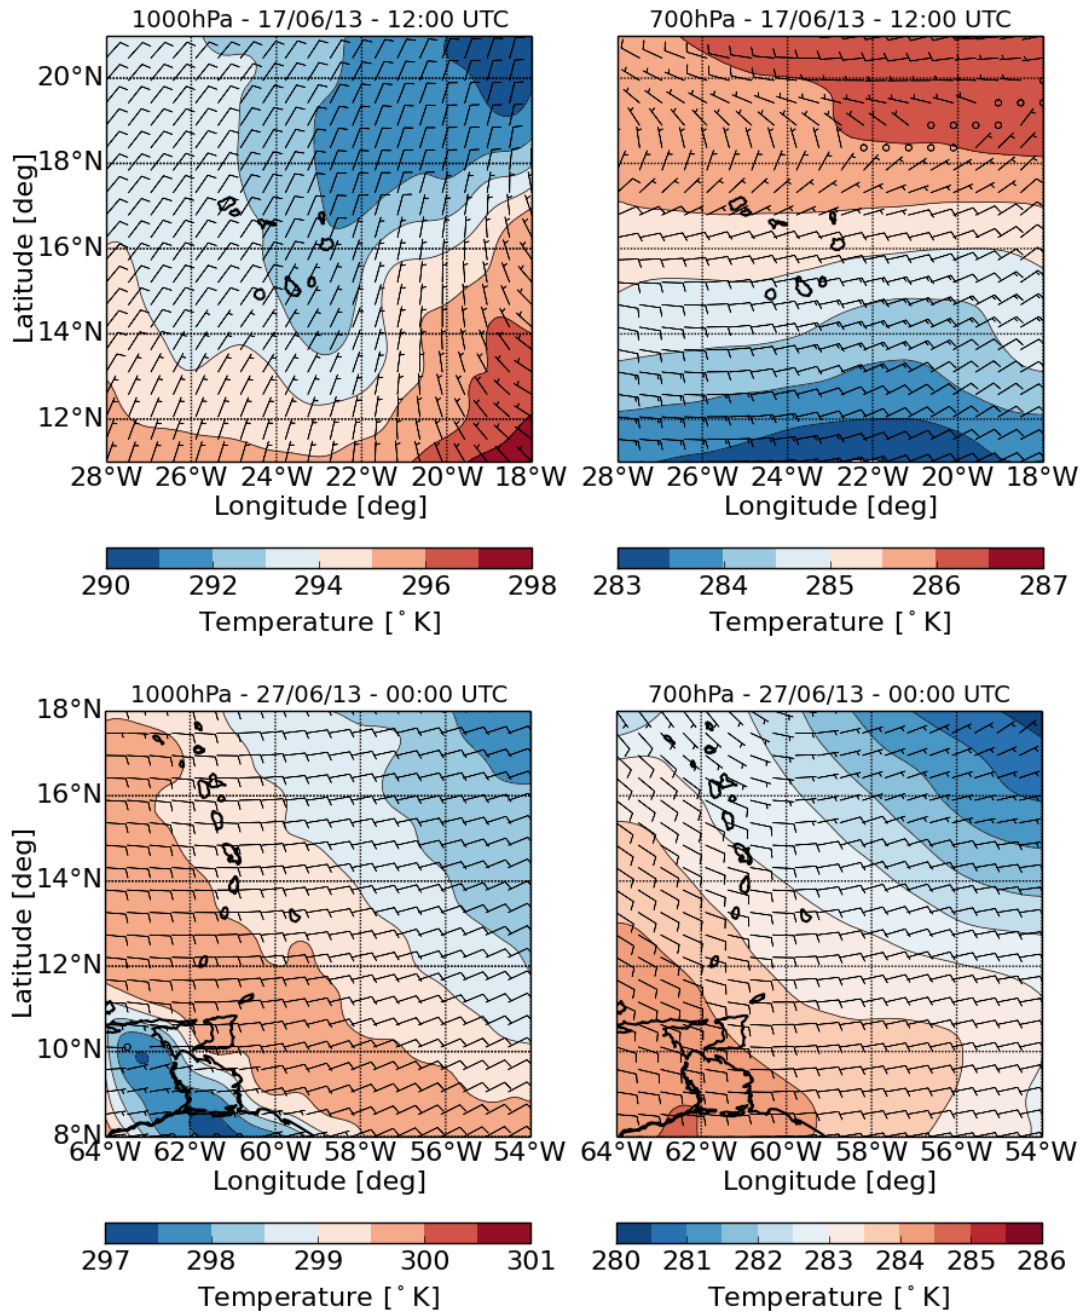 1000hPa - 17/06/13 - 12:00 UTC
700hPa - 17/06/13 - 12:00 UTC
20°N
18°N
16°N
14°N
12°N
Latitude [deg]
28°W 26°W 24°W 22°W 20°W 18°W
28°W 26°W 24°W 22°W 20°W 18°W
Longitude [deg]
Longitude [deg]
290 292 294 296 298
283 284 285 286 287
Temperature [°K]
Temperature [°K]
1000hPa - 27/06/13 - 00:00 UTC
700hPa - 27/06/13 - 00:00 UTC
18°N
16°N
14°N
12°N
10°N
8°N
Latitude [deg]
64°W 62°W 60°W 58°W 56°W 54°W
64°W 62°W 60°W 58°W 56°W 54°W
Longitude [deg]
Longitude [deg]
297 298 299 300 301
280 281 282 283 284 285 286
Temperature [°K]
Temperature [°K]